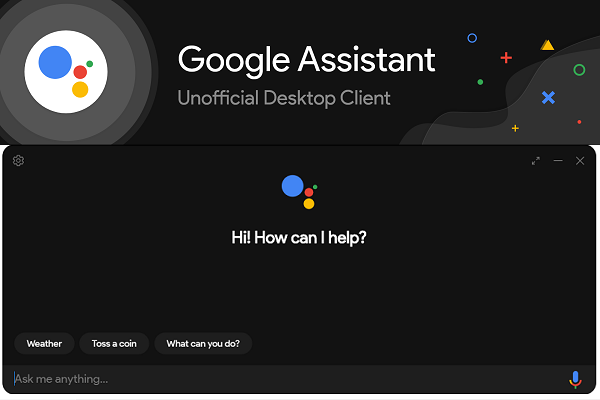 Google Assistant
Unofficial Desktop Client
Hi! How can I help?
Weather
Toss a coin
What can you do?
Ask me anything...